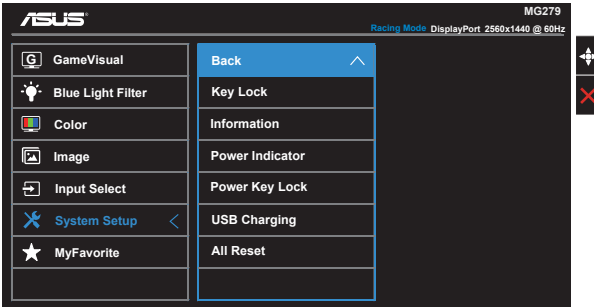 ASUS
MG279
Racing Mode DisplayPort 2560x1440 @ 60Hz
G GameVisual
Blue Light Filter
Color
Image
Input Select
System Setup
MyFavorite
Back
Key Lock
Information
Power Indicator
Power Key Lock
USB Charging
All Reset